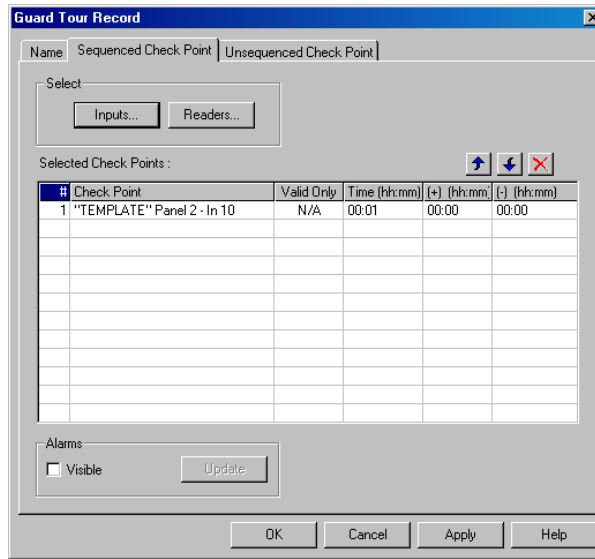 Guard Tour Record
Name Sequenced Check Point Unsequenced Check Point
Select
Inputs... Readers...
Selected Check Points :
# Check Point Valid Only Time (hh:mm) (+) (hh:mm) (-) (hh:mm)
1 "TEMPLATE" Panel 2 - In 10 N/A 00:01 00:00 00:00
Alarms
Visible Update
OK Cancel Apply Help